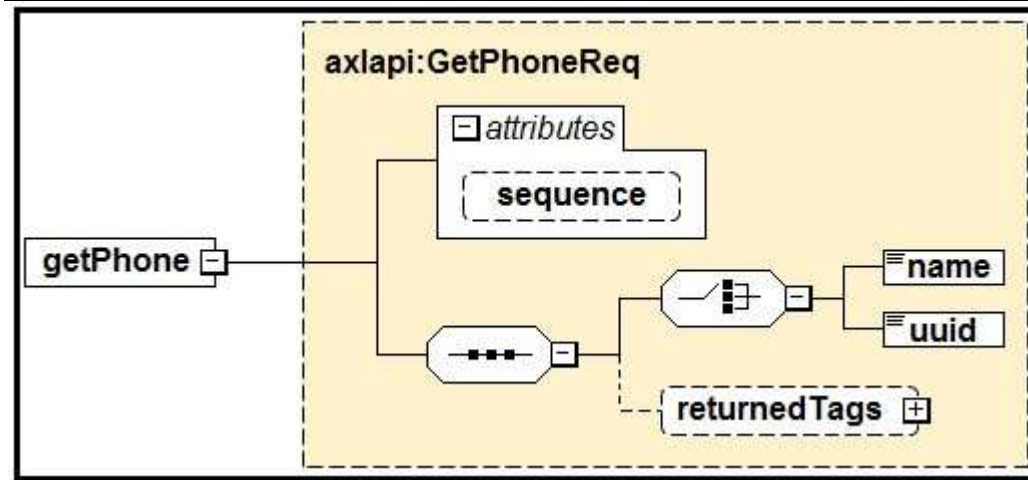 axlapi:GetPhoneReq
attributes
sequence
getPhone
name
uuid
returnedTags